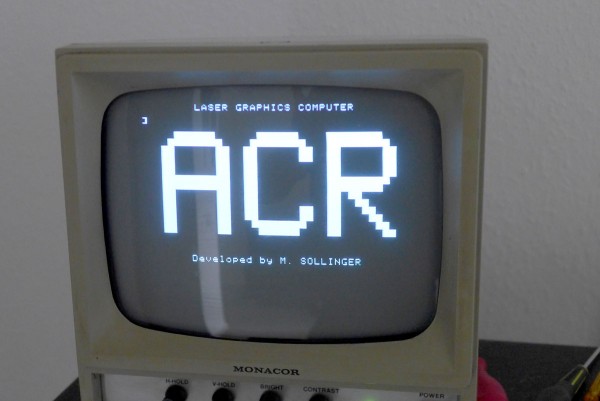 LASER GRAPHICS COMPUTER
]
ACR
Developed by M. SOLLINGER
MONACOR
H-HOLD V-HOLD BRIGHT CONTRAST POWER